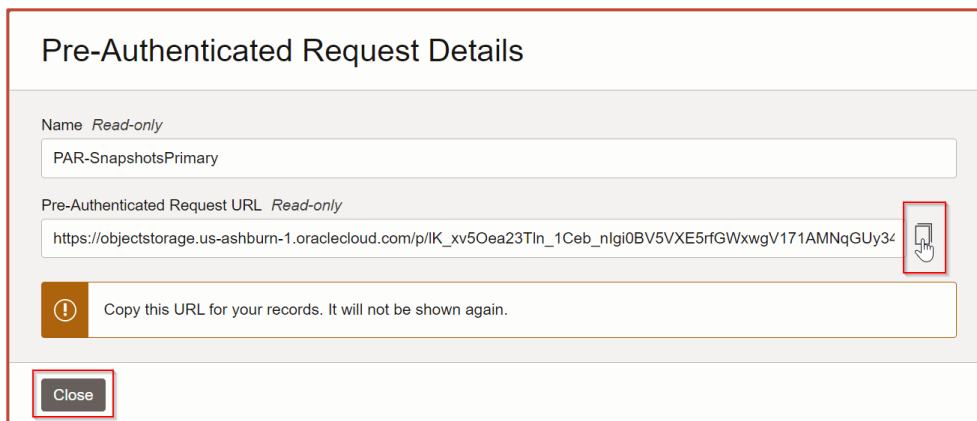 Pre-Authenticated Request Details
Name Read-only
PAR-SnapshotsPrimary
Pre-Authenticated Request URL Read-only
https://objectstorage.us-ashburn-1.oraclecloud.com/p/lK_xv5Oea23Tln_1Ceb_nIgi0BV5VXE5rfGWxwgV171AMNqGUy34
Copy this URL for your records. It will not be shown again.
Close